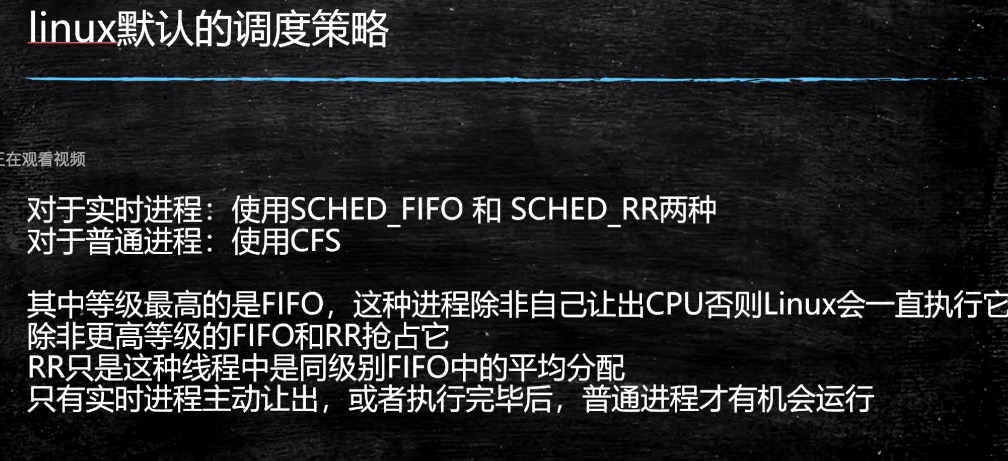 linux默认的调度策略
正在观看视频
对于实时进程：使用SCHED_FIFO 和 SCHED_RR两种
对于普通进程：使用CFS
其中等级最高的是FIFO，这种进程除非自己让出CPU否则Linux会一直执行它
除非更高等级的FIFO和RR抢占它
RR只是这种线程中是同级别FIFO中的平均分配
只有实时进程主动让出，或者执行完毕后，普通进程才有机会运行